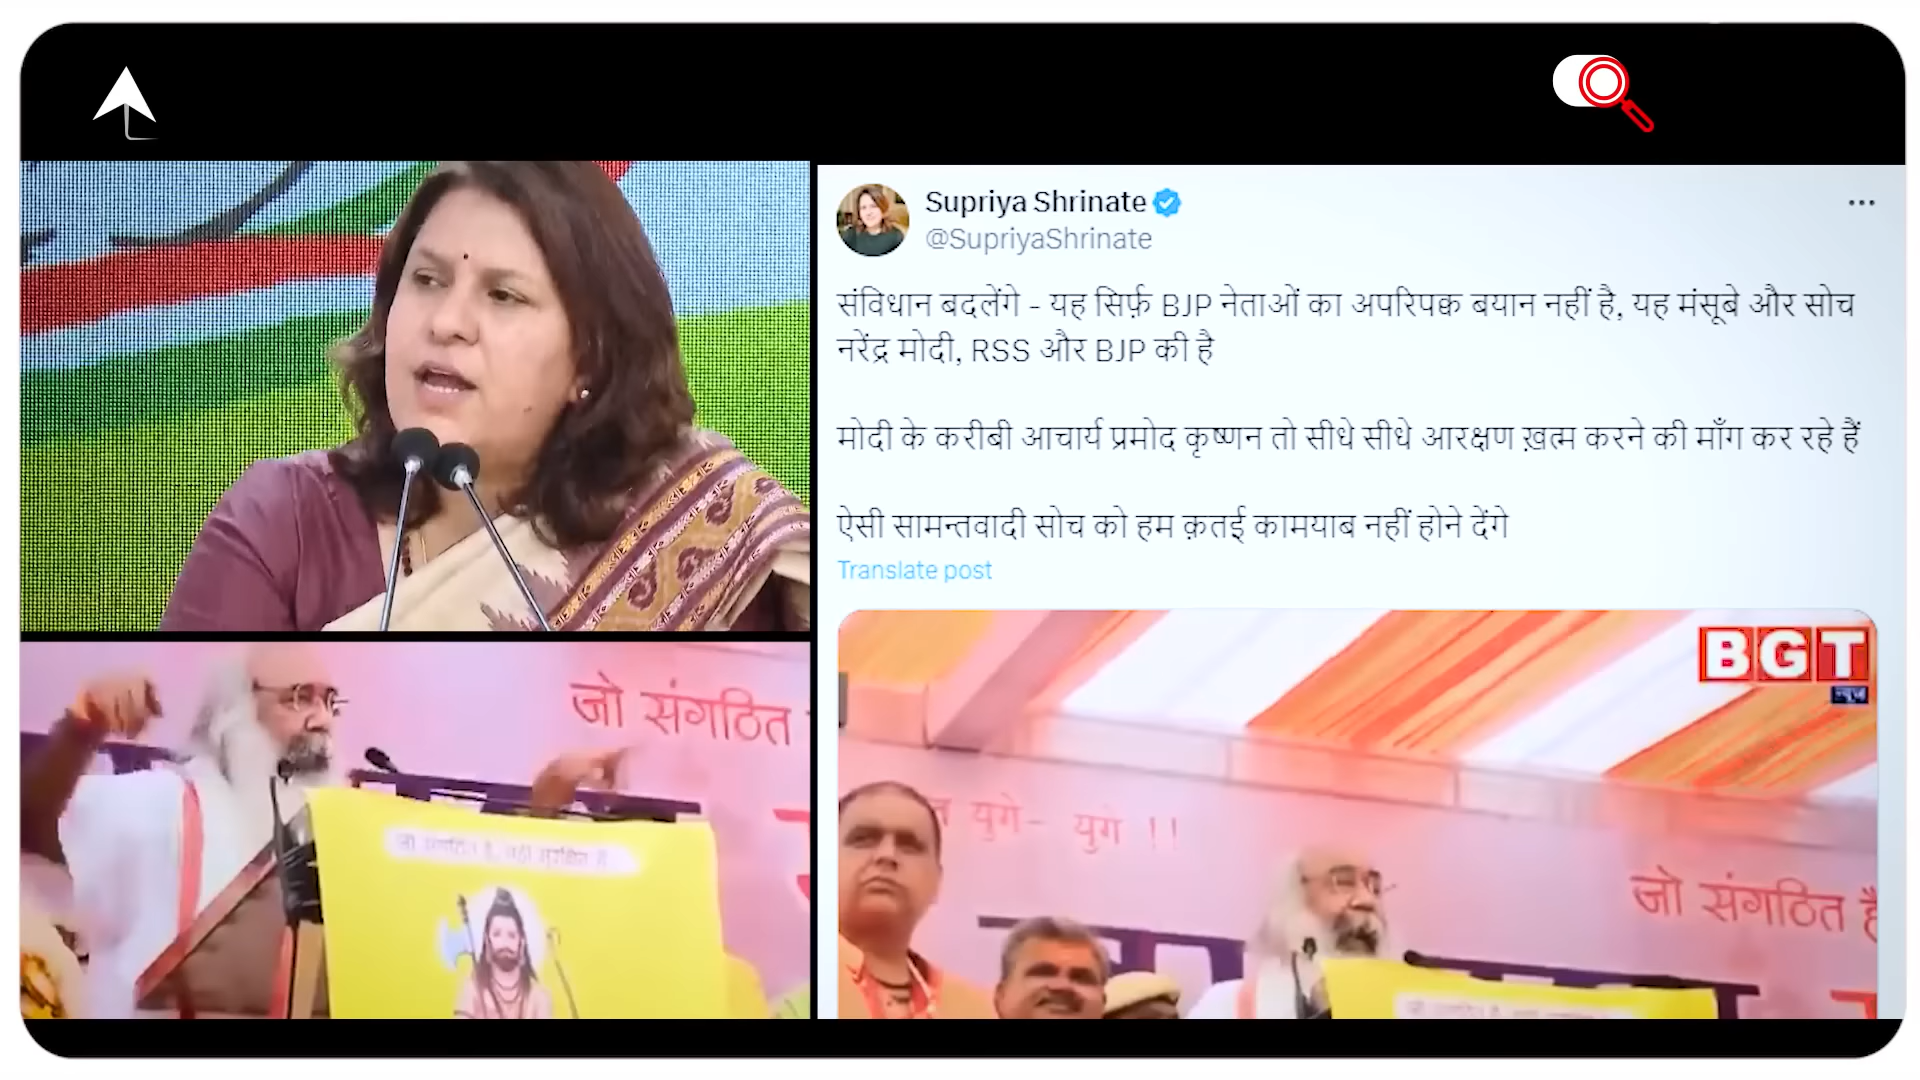 Supriya Shrinate
@SupriyaShrinate
संविधान बदलेंगे - यह सिर्फ़ BJP नेताओं का अपरिपक्व बयान नहीं है, यह मंसूबे और सोच
नरेंद्र मोदी, RSS और BJP की है
मोदी के करीबी आचार्य प्रमोद कृष्णन तो सीधे सीधे आरक्षण ख़त्म करने की माँग कर रहे हैं
ऐसी सामन्तवादी सोच को हम क़तई कामयाब नहीं होने देंगे
Translate post
BGT
न्यूज़
युगे- युगे !!
जो संगठित है
जो संगठित